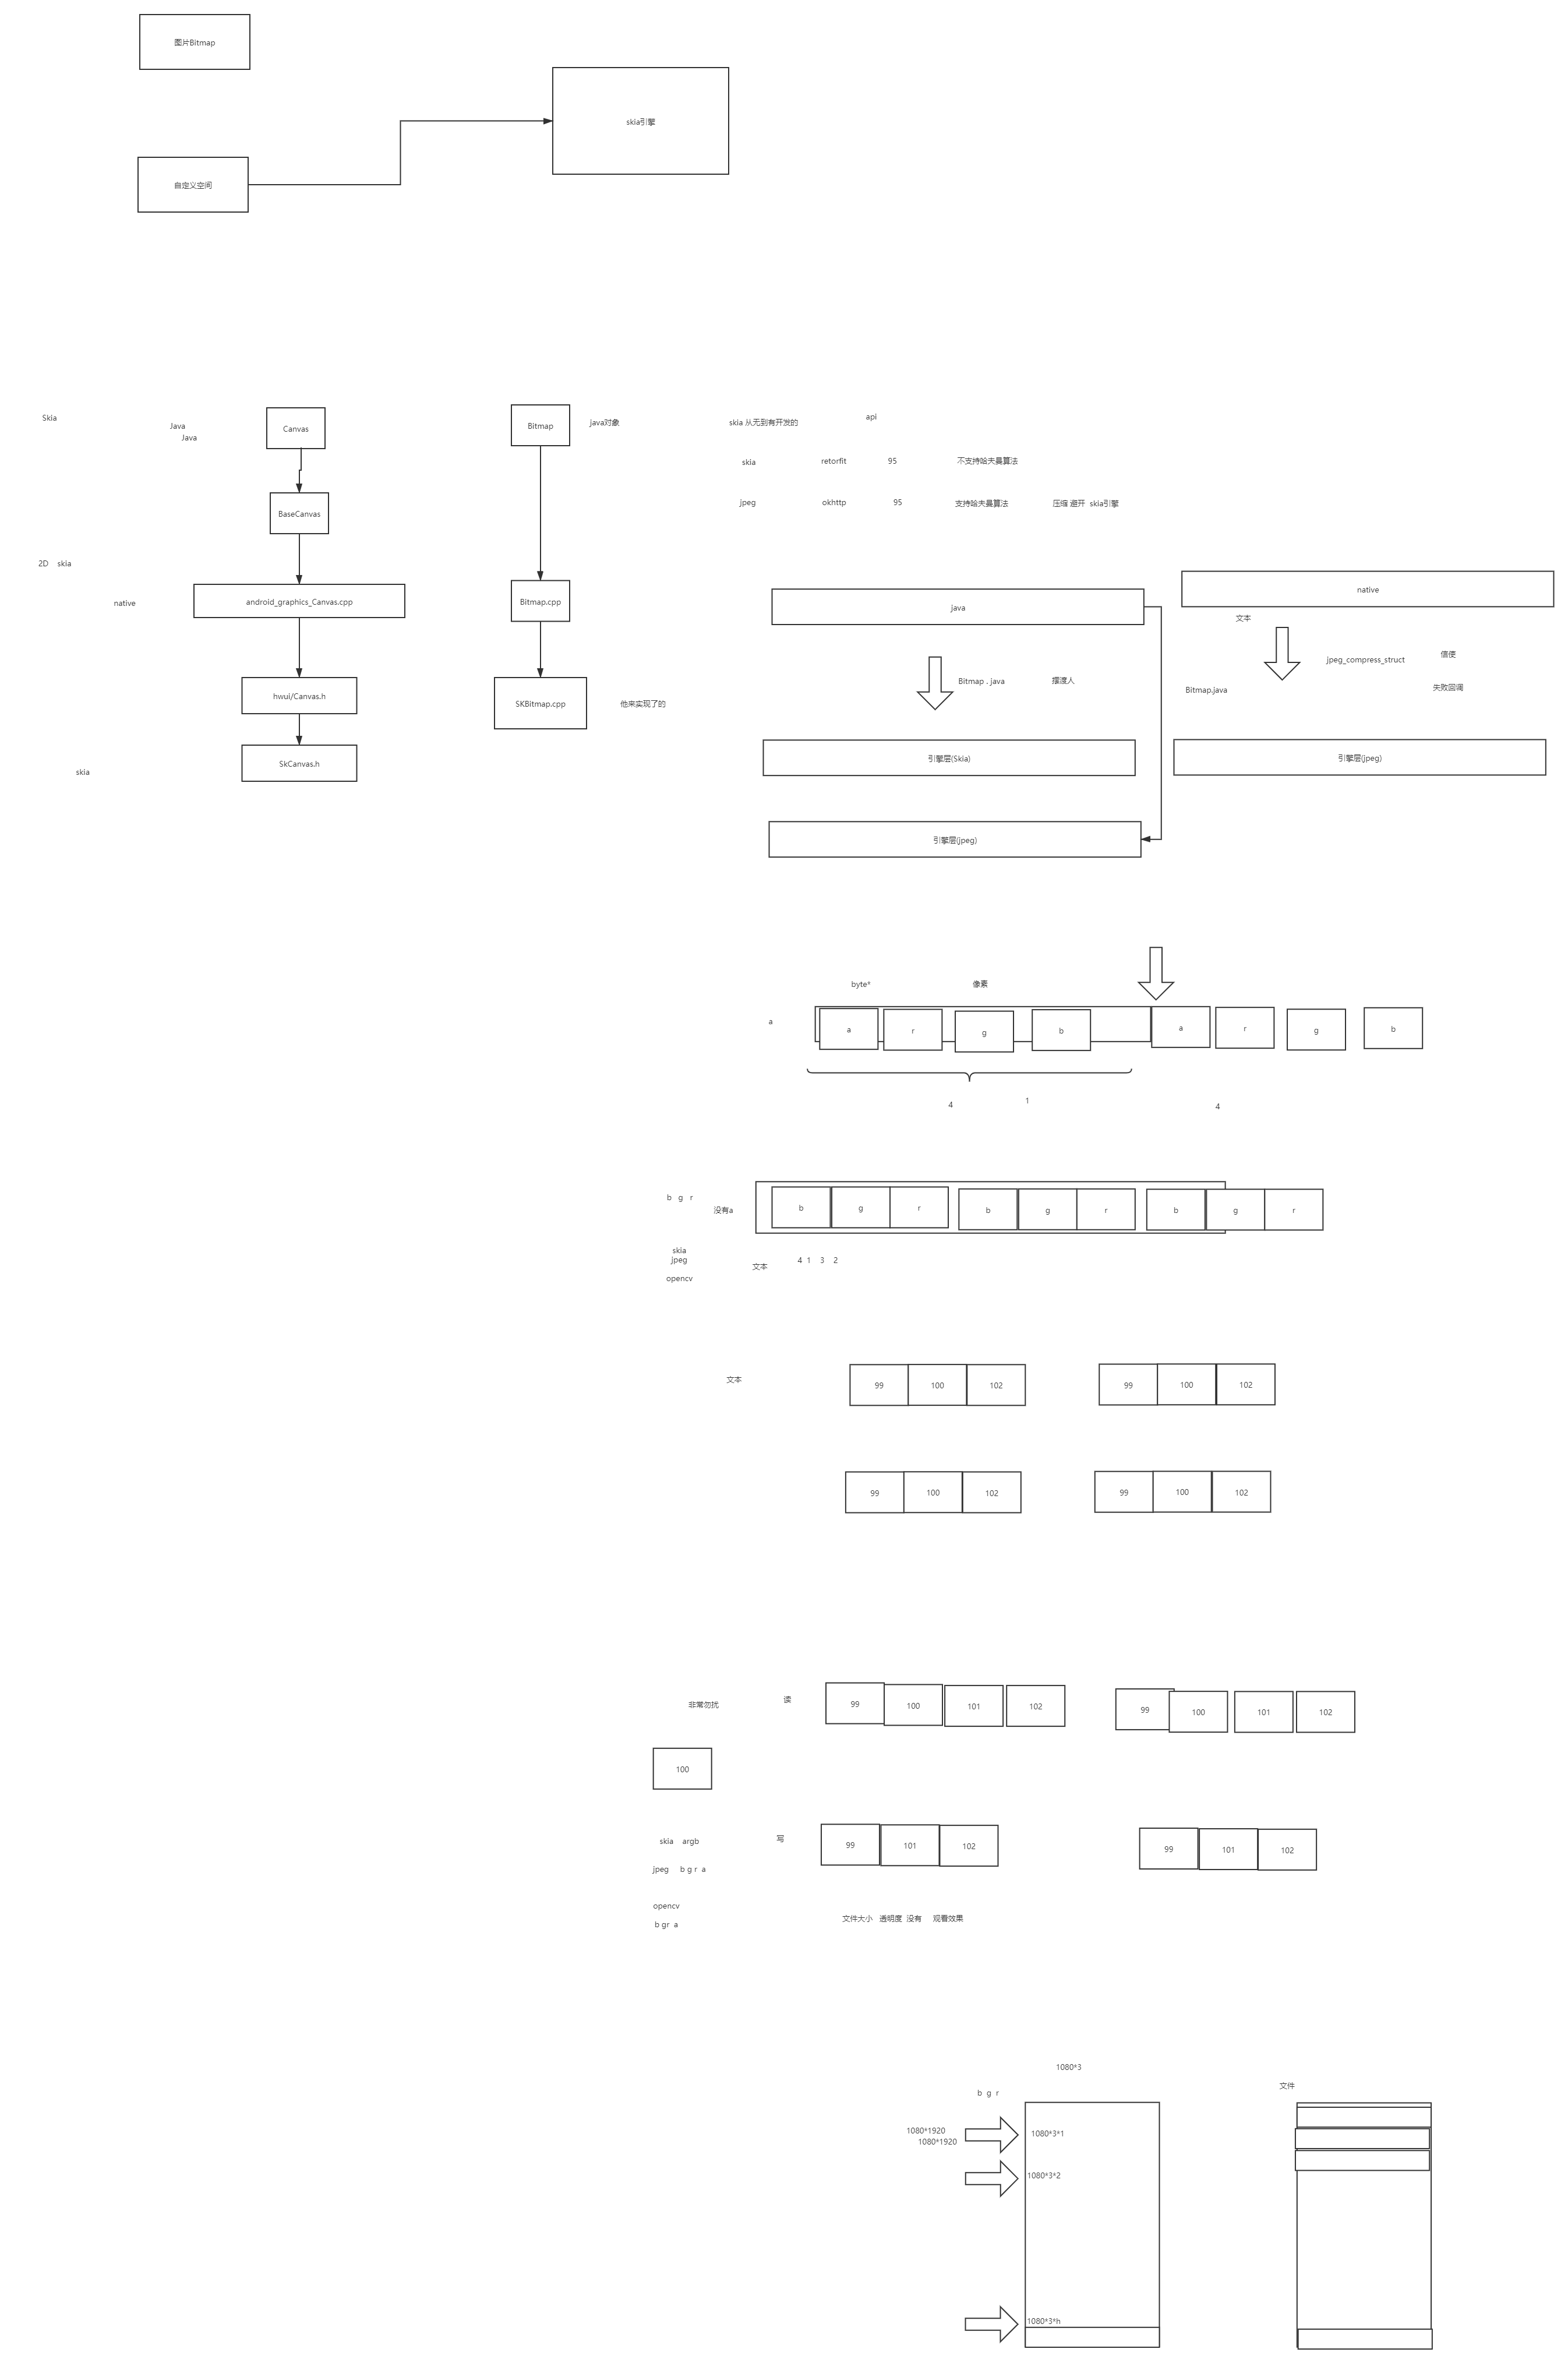 图片Bitmap
skia引擎
自定义空间
Skia
Java
Java
Canvas
BaseCanvas
2D skia
native
android_graphics_Canvas.cpp
hwui/Canvas.h
SkCanvas.h
skia
Bitmap
java对象
Bitmap.cpp
SKBitmap.cpp
他来实现了的
skia 从无到有开发的
api
skia retorfit 95 不支持哈夫曼算法
jpeg okhttp 95 支持哈夫曼算法 压缩 避开 skia引擎
java
Bitmap . java 摆渡人
引擎层(Skia)
引擎层(jpeg)
native
文本
jpeg_compress_struct
信使
Bitmap.java
失败回调
引擎层(jpeg)
byte* 像素
a
a r g b a r g b
4 1 4
b g r
没有a
b g r b g r b g r
skia
jpeg
opencv
文本
4 1 3 2
文本
99 100 102 99 100 102
99 100 102 99 100 102
非常勿扰
读
99 100 101 102 99 100 101 102
100
skia argb
写
99 101 102 99 101 102
jpeg b g r a
opencv
b gr a
文件大小 透明度 没有 观看效果
1080*3
b g r
文件
1080*1920
1080*1920
1080*3*1
1080*3*2
1080*3*h